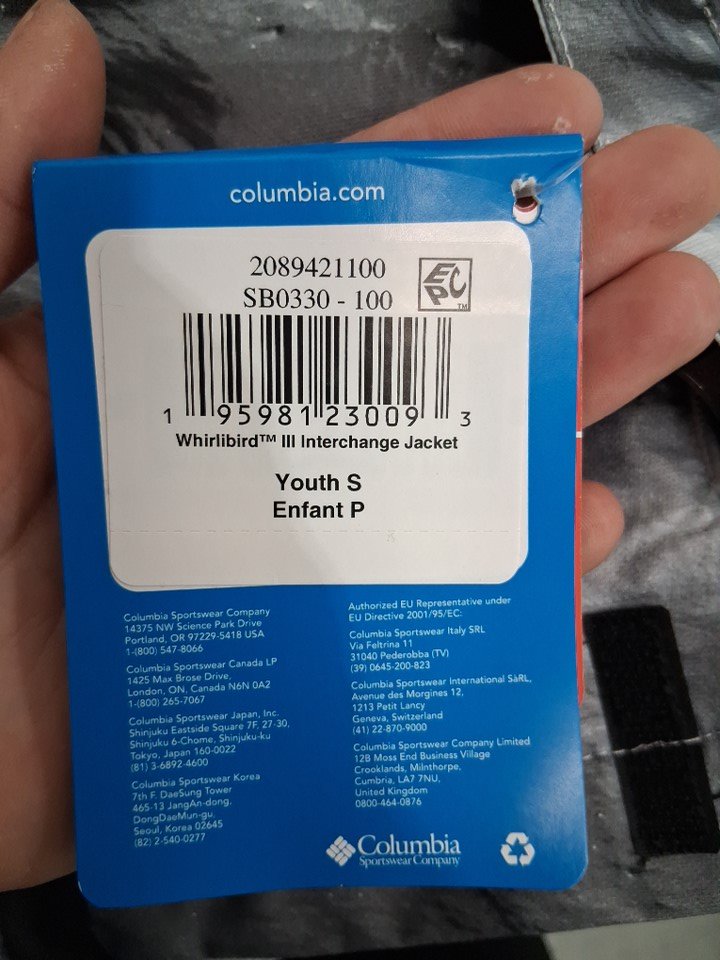 columbia.com
2089421100
SB0330 - 100
EPC™
1 95981 23009 3
Whirlibird™ III Interchange Jacket
Youth S
Enfant P
Columbia Sportswear Company
14375 NW Science Park Drive
Portland, OR 97229-5418 USA
1-(800) 547-8066
Columbia Sportswear Canada LP
1425 Max Brose Drive,
London, ON, Canada N6N 0A2
1-(800) 265-7067
Columbia Sportswear Japan, Inc.
Shinjuku Eastside Square 7F, 27-30,
Shinjuku 6-Chome, Shinjuku-ku
Tokyo, Japan 160-0022
(81) 3-6892-4600
Columbia Sportswear Korea
7th F. DaeSung Tower
465-13 JangAn-dong,
DongDaeMun-gu,
Seoul, Korea 02645
(82) 2-540-0277
Authorized EU Representative under
EU Directive 2001/95/EC:
Columbia Sportswear Italy SRL
Via Feltrina 11
31040 Pederobba (TV)
(39) 0645-200-823
Columbia Sportswear International SàRL,
Avenue des Morgines 12,
1213 Petit Lancy
Geneva, Switzerland
(41) 22-870-9000
Columbia Sportswear Company Limited
12B Moss End Business Village
Crooklands, Milnthorpe,
Cumbria, LA7 7NU,
United Kingdom
0800-464-0876
Columbia
Sportswear Company